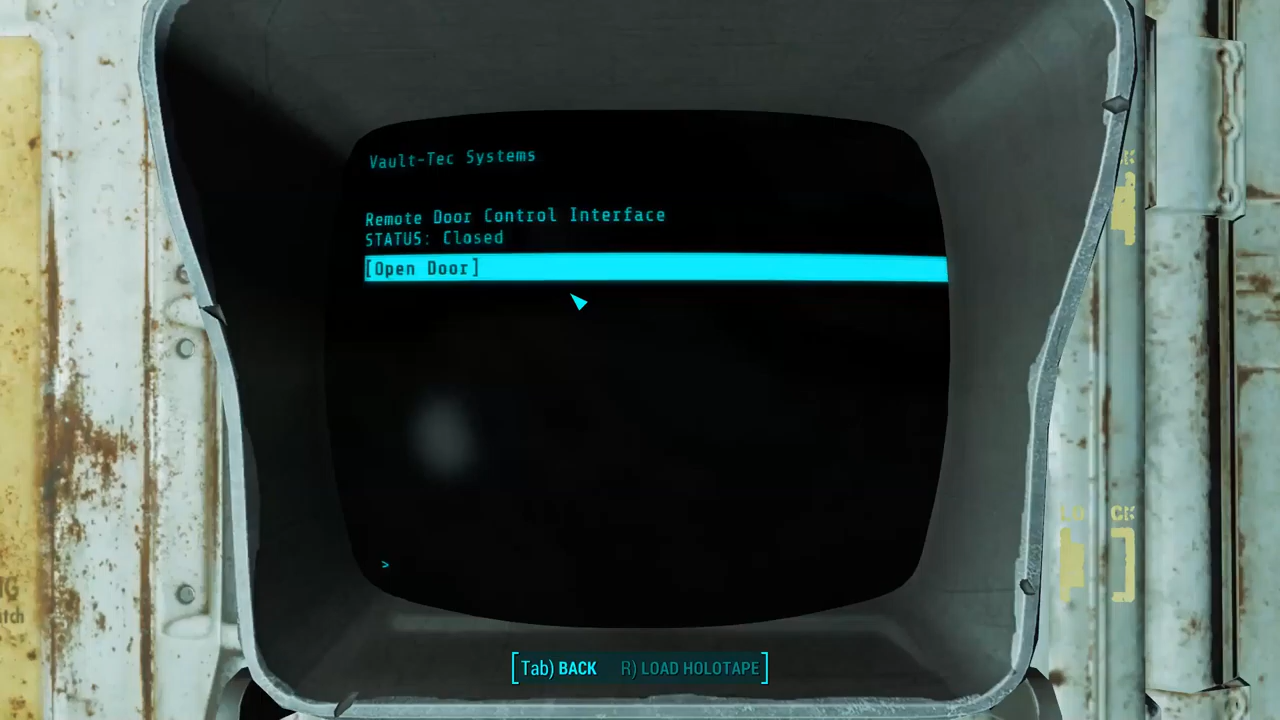 Vault-Tec Systems
Remote Door Control Interface
STATUS: Closed
[Open Door]
>
[Tab) BACK R) LOAD HOLOTAPE]